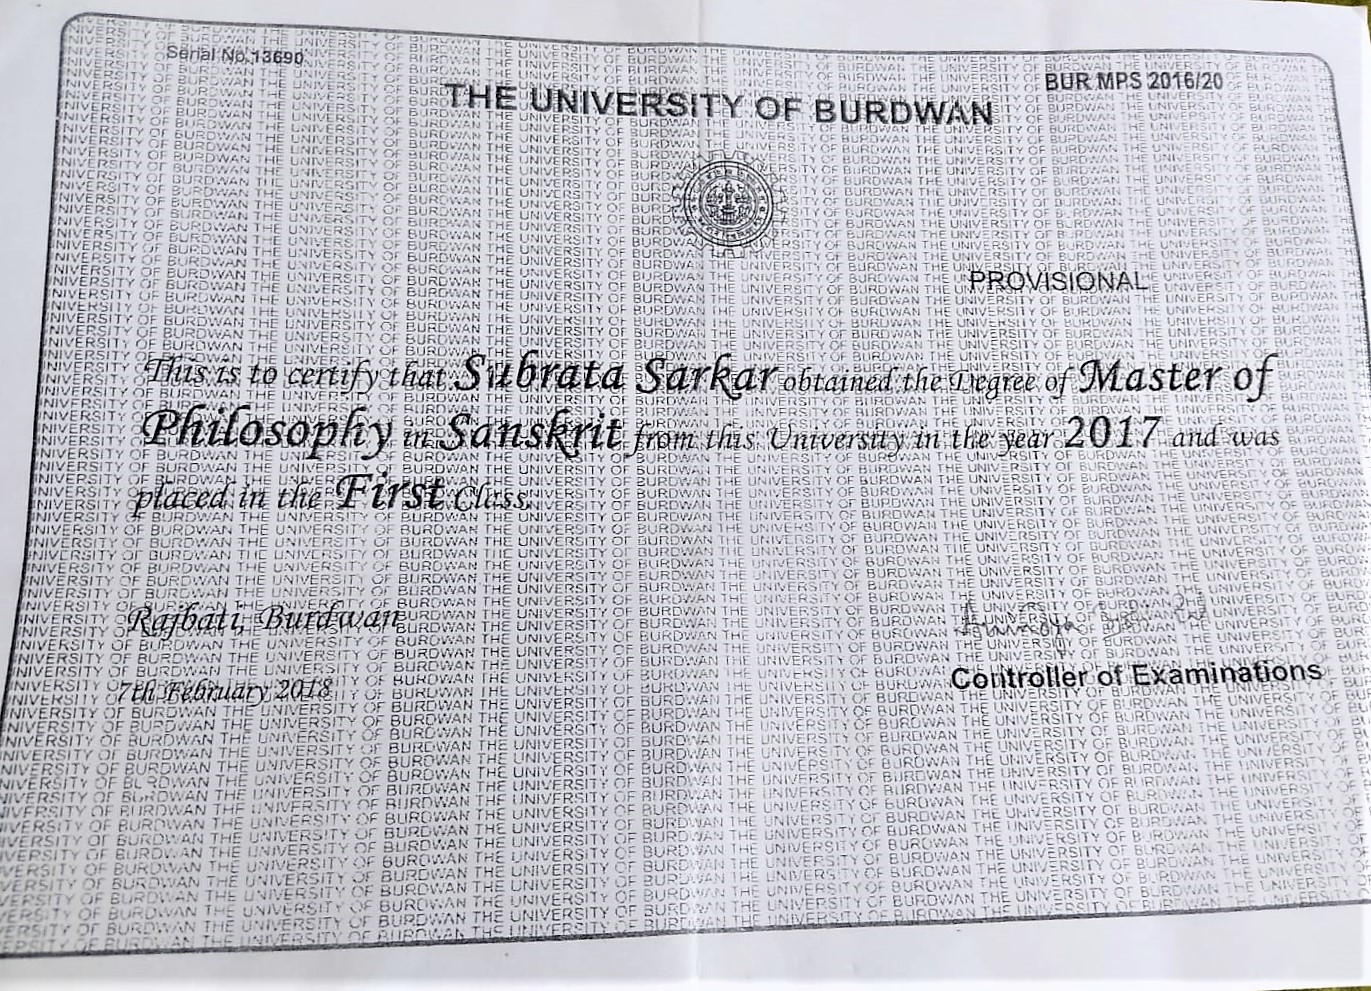 Serial No.13690
BUR MPS 2016/20
THE UNIVERSITY OF BURDWAN
PROVISIONAL
This is to certify that Subrata Sarkar obtained the Degree of Master of
Philosophy in Sanskrit from this University in the year 2017 and was
placed in the First Class.
Rajbati, Burdwan
7th February 2018
Controller of Examinations